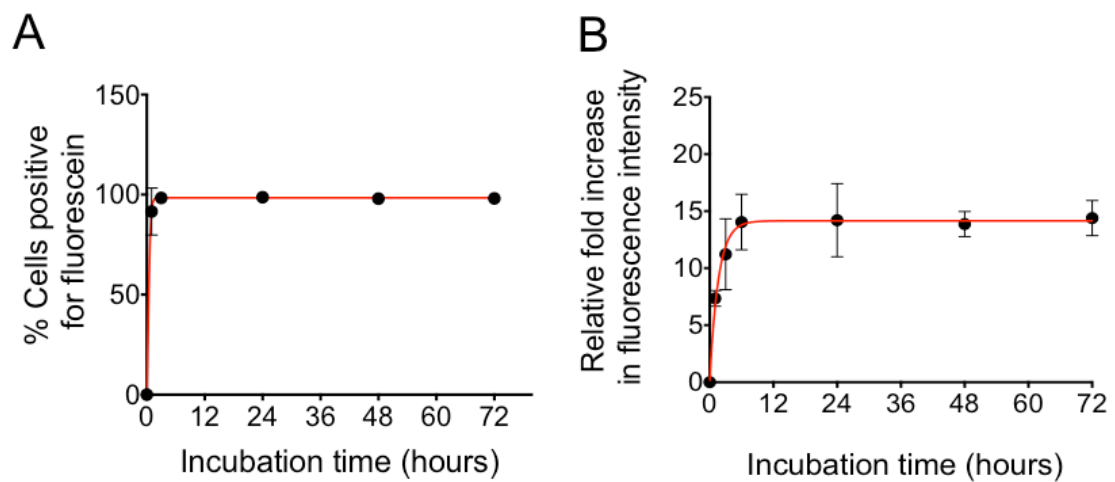 A
% Cells positive
for fluorescein
150
100
50
0
0 12 24 36 48 60 72
Incubation time (hours)
B
Relative fold increase
in fluorescence intensity
25
20
15
10
5
0
0 12 24 36 48 60 72
Incubation time (hours)